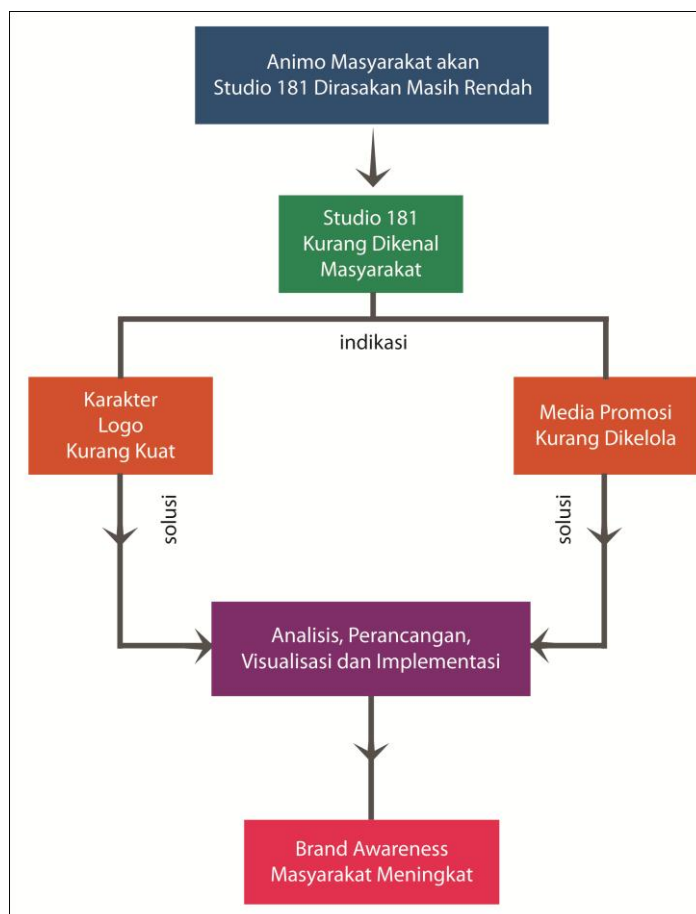 Animo Masyarakat akan
Studio 181 Dirasakan Masih Rendah
Studio 181
Kurang Dikenal
Masyarakat
indikasi
Karakter
Logo
Kurang Kuat
Media Promosi
Kurang Dikelola
solusi
solusi
Analisis, Perancangan,
Visualisasi dan Implementasi
Brand Awareness
Masyarakat Meningkat